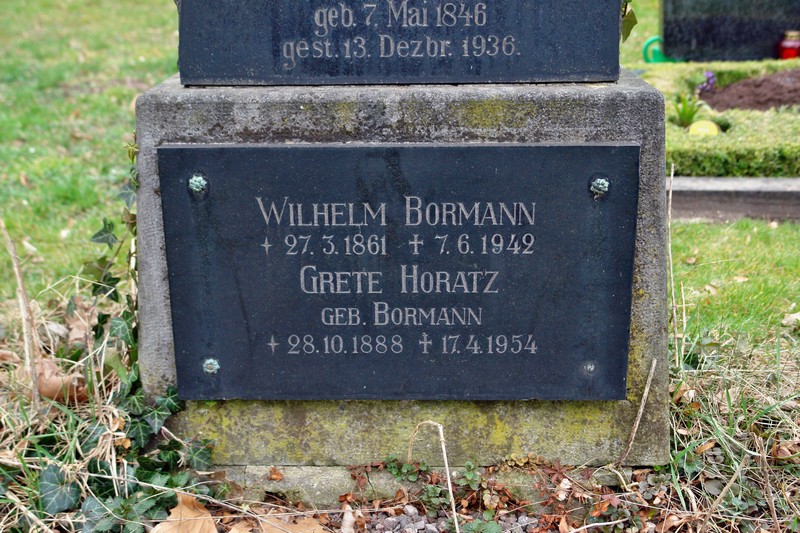 geb. 7. Mai 1846
gest. 13. Dezbr. 1936.
WILHELM BORMANN
+ 27.3.1861 ✝ 7.6.1942
GRETE HORATZ
GEB. BORMANN
+ 28.10.1888 ✝ 17.4.1954